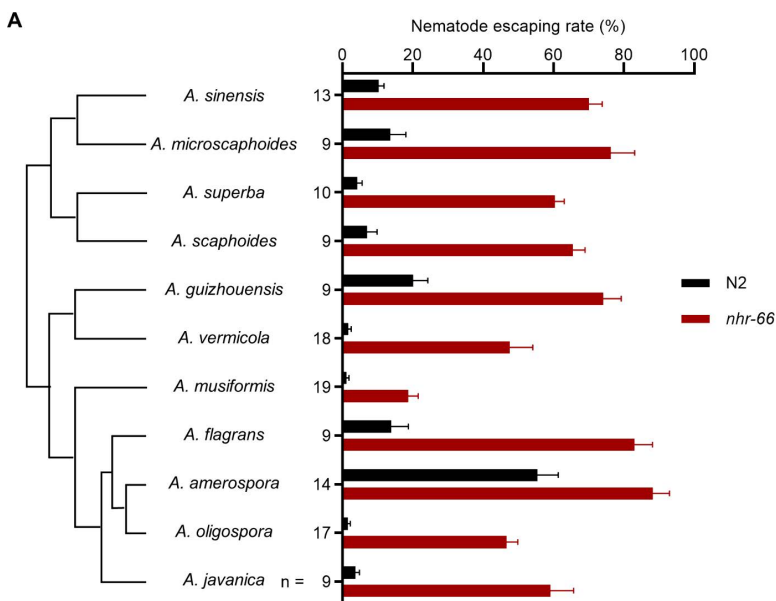 A
Nematode escaping rate (%)
0 20 40 60 80 100
A. sinensis 13
A. microscaphoides 9
A. superba 10
A. scaphoides 9
A. guizhouensis 9
N2
A. vermicola 18
nhr-66
A. musiformis 19
A. flagrans 9
A. amerospora 14
A. oligospora 17
A. javanica n = 9